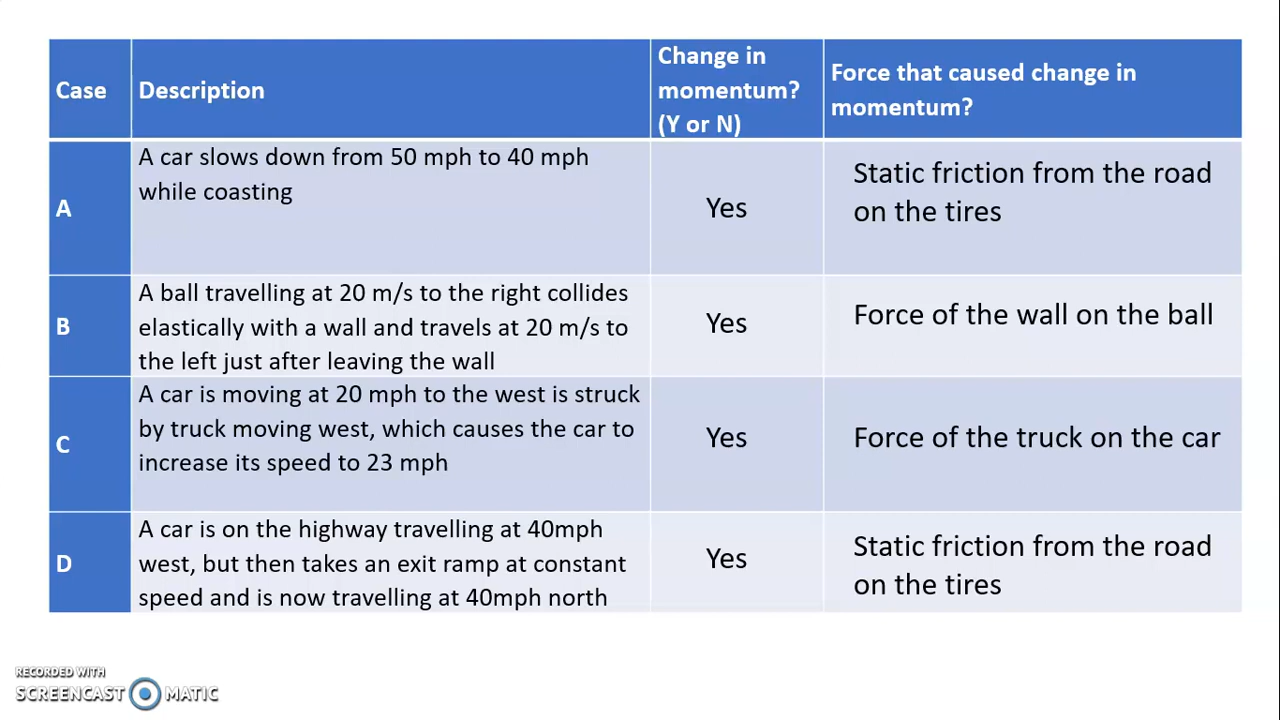 Case
Description
Change in
momentum?
(Y or N)
Force that caused change in
momentum?
A
A car slows down from 50 mph to 40 mph
while coasting
Yes
Static friction from the road
on the tires
B
A ball travelling at 20 m/s to the right collides
elastically with a wall and travels at 20 m/s to
the left just after leaving the wall
Yes
Force of the wall on the ball
C
A car is moving at 20 mph to the west is struck
by truck moving west, which causes the car to
increase its speed to 23 mph
Yes
Force of the truck on the car
D
A car is on the highway travelling at 40mph
west, but then takes an exit ramp at constant
speed and is now travelling at 40mph north
Yes
Static friction from the road
on the tires
RECORDED WITH
SCREENCAST MATIC